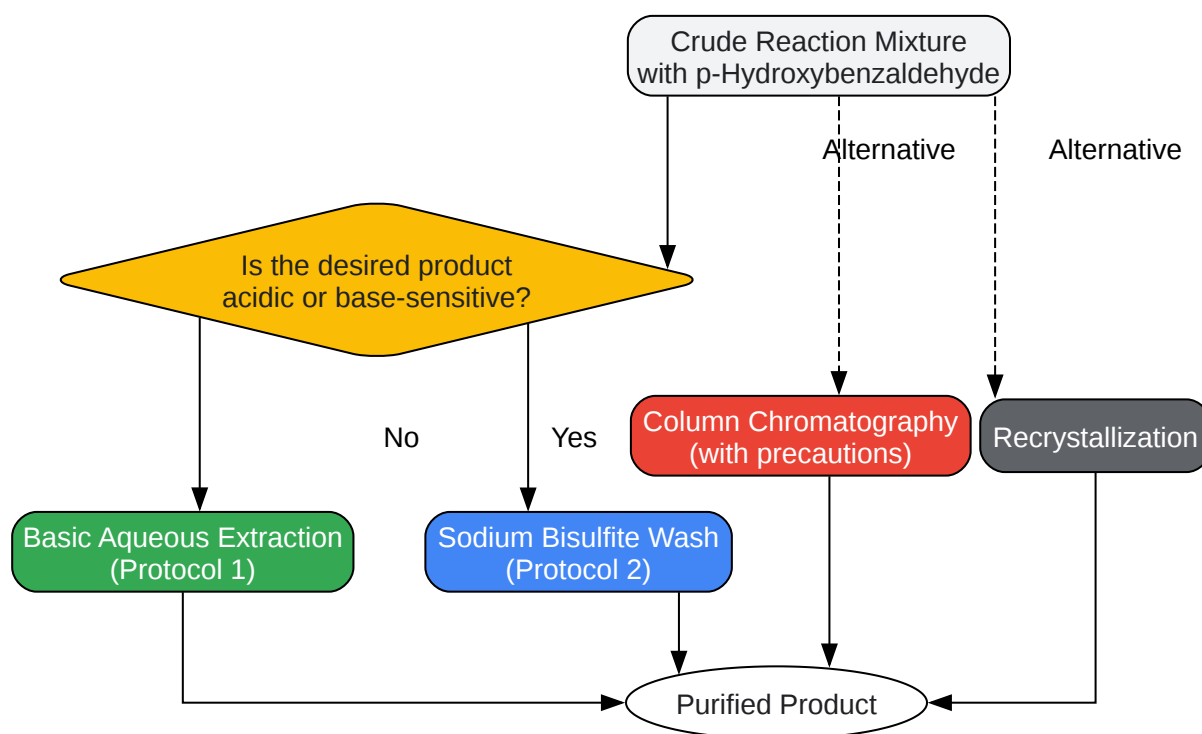 Crude Reaction Mixture
with p-Hydroxybenzaldehyde
Alternative
Alternative
Is the desired product
acidic or base-sensitive?
No
Yes
Column Chromatography
(with precautions)
Recrystallization
Basic Aqueous Extraction
(Protocol 1)
Sodium Bisulfite Wash
(Protocol 2)
Purified Product